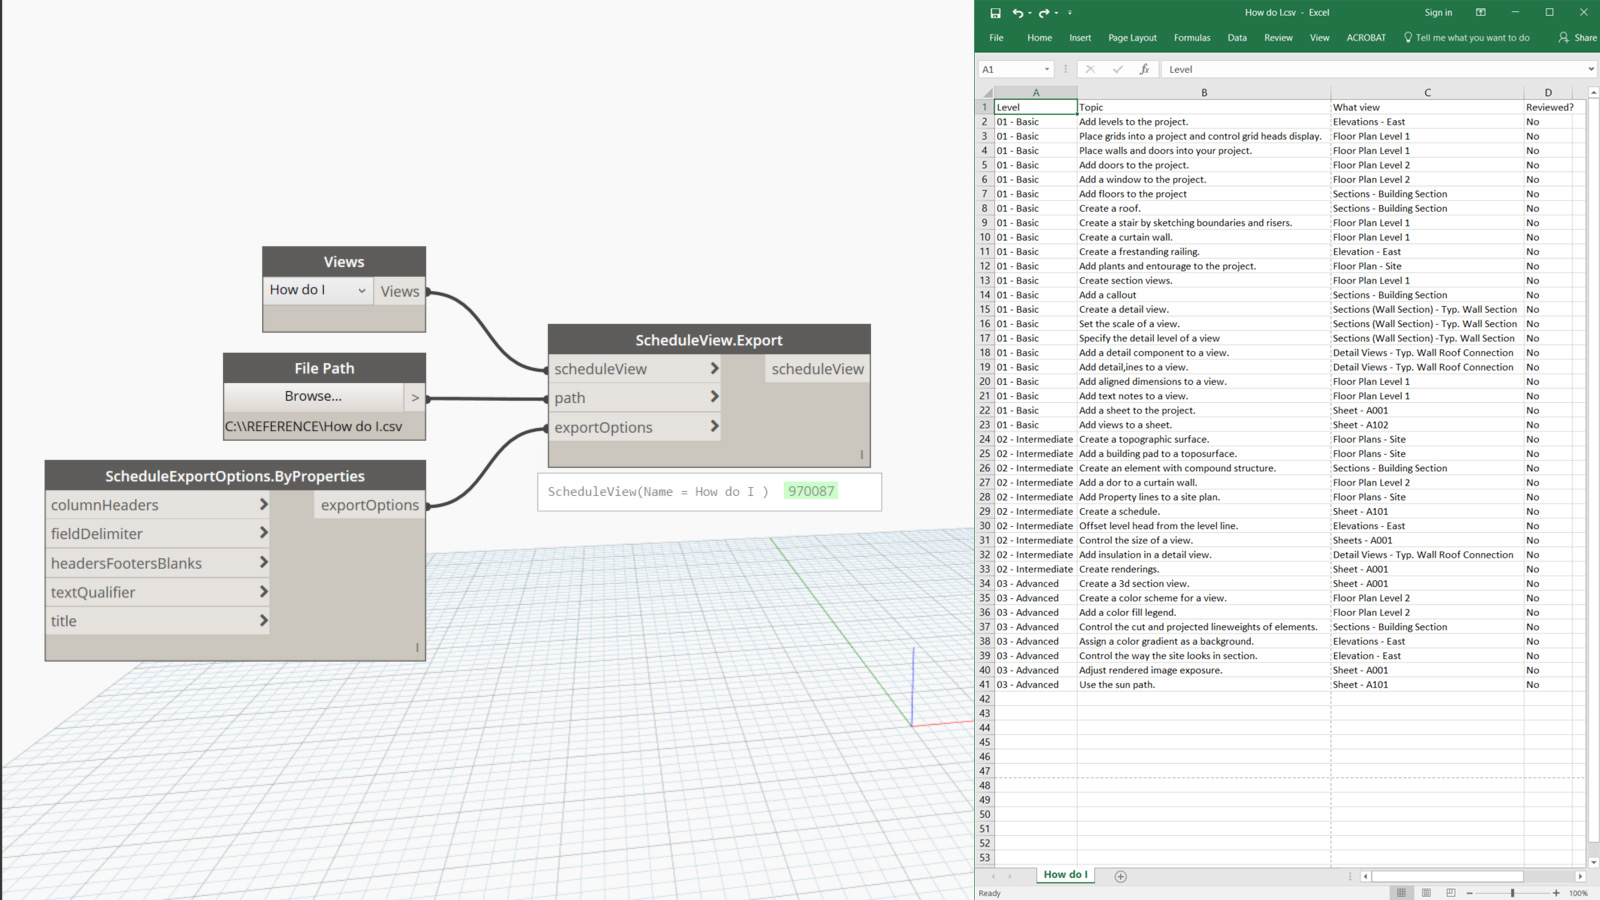 Views
How do I
Views
File Path
Browse...
>
C:\\REFERENCE\How do I.csv
ScheduleExportOptions.ByProperties
columnHeaders
exportOptions
fieldDelimiter
headersFootersBlanks
textQualifier
title
ScheduleView.Export
scheduleView
scheduleView
path
exportOptions
ScheduleView(Name = How do I ) 970087
How do I.csv - Excel
Sign in
File Home Insert Page Layout Formulas Data Review View ACROBAT Tell me what you want to do Share
A1 fx Level
A B C D
1 Level Topic What view Reviewed?
2 01 - Basic Add levels to the project. Elevations - East No
3 01 - Basic Place grids into a project and control grid heads display. Floor Plan Level 1 No
4 01 - Basic Place walls and doors into your project. Floor Plan Level 1 No
5 01 - Basic Add doors to the project. Floor Plan Level 2 No
6 01 - Basic Add a window to the project. Floor Plan Level 2 No
7 01 - Basic Add floors to the project Sections - Building Section No
8 01 - Basic Create a roof. Sections - Building Section No
9 01 - Basic Create a stair by sketching boundaries and risers. Floor Plan Level 1 No
10 01 - Basic Create a curtain wall. Floor Plan Level 1 No
11 01 - Basic Create a freestanding railing. Elevation - East No
12 01 - Basic Add plants and entourage to the project. Floor Plan - Site No
13 01 - Basic Create section views. Floor Plan Level 1 No
14 01 - Basic Add a callout Sections - Building Section No
15 01 - Basic Create a detail view. Sections (Wall Section) - Typ. Wall Section No
16 01 - Basic Set the scale of a view. Sections (Wall Section) - Typ. Wall Section No
17 01 - Basic Specify the detail level of a view Sections (Wall Section) -Typ. Wall Section No
18 01 - Basic Add a detail component to a view. Detail Views - Typ. Wall Roof Connection No
19 01 - Basic Add detail,ines to a view. Detail Views - Typ. Wall Roof Connection No
20 01 - Basic Add aligned dimensions to a view. Floor Plan Level 1 No
21 01 - Basic Add text notes to a view. Floor Plan Level 1 No
22 01 - Basic Add a sheet to the project. Sheet - A001 No
23 01 - Basic Add views to a sheet. Sheet - A102 No
24 02 - Intermediate Create a topographic surface. Floor Plans - Site No
25 02 - Intermediate Add a building pad to a toposurface. Floor Plans - Site No
26 02 - Intermediate Create an element with compound structure. Sections - Building Section No
27 02 - Intermediate Add a dor to a curtain wall. Floor Plan Level 2 No
28 02 - Intermediate Add Property lines to a site plan. Floor Plans - Site No
29 02 - Intermediate Create a schedule. Sheet - A101 No
30 02 - Intermediate Offset level head from the level line. Elevations - East No
31 02 - Intermediate Control the size of a view. Sheets - A001 No
32 02 - Intermediate Add insulation in a detail view. Detail Views - Typ. Wall Roof Connection No
33 02 - Intermediate Create renderings. Sheet - A001 No
34 03 - Advanced Create a 3d section view. Sheet - A001 No
35 03 - Advanced Create a color scheme for a view. Floor Plan Level 2 No
36 03 - Advanced Add a color fill legend. Floor Plan Level 2 No
37 03 - Advanced Control the cut and projected lineweights of elements. Sections - Building Section No
38 03 - Advanced Assign a color gradient as a background. Elevations - East No
39 03 - Advanced Control the way the site looks in section. Elevation - East No
40 03 - Advanced Adjust rendered image exposure. Sheet - A001 No
41 03 - Advanced Use the sun path. Sheet - A101 No
42
43
44
45
46
47
48
49
50
51
52
53
How do I
Ready
100%